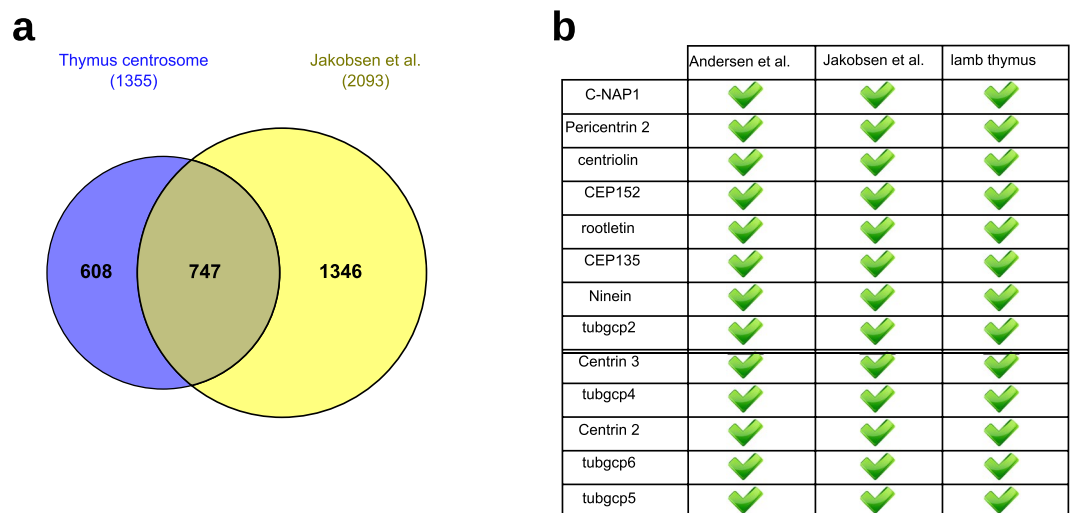 a
Thymus centrosome
(1355)
Jakobsen et al.
(2093)
608
747
1346
b
Andersen et al.
Jakobsen et al.
lamb thymus
C-NAP1
Pericentrin 2
centriolin
CEP152
rootletin
CEP135
Ninein
tubgcp2
Centrin 3
tubgcp4
Centrin 2
tubgcp6
tubgcp5